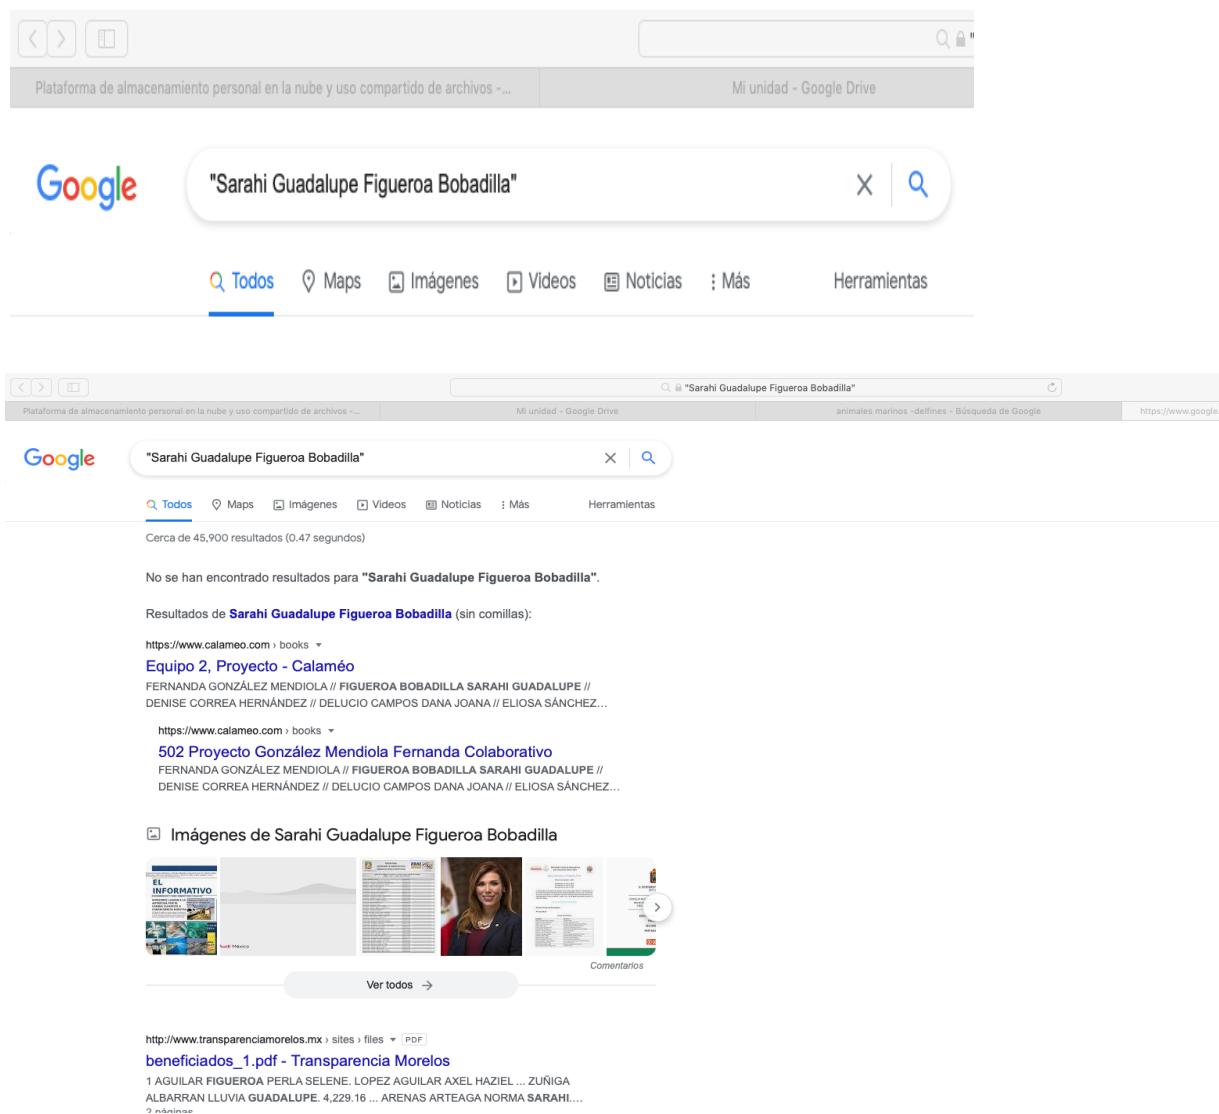 Plataforma de almacenamiento personal en la nube y uso compartido de archivos -...
Mi unidad - Google Drive
Google
"Sarahi Guadalupe Figueroa Bobadilla"
Todos
Maps
Imágenes
Videos
Noticias
Más
Herramientas
"Sarahi Guadalupe Figueroa Bobadilla"
Plataforma de almacenamiento personal en la nube y uso compartido de archivos -...
Mi unidad - Google Drive
animales marinos -delfines - Búsqueda de Google
https://www.google.
Google
"Sarahi Guadalupe Figueroa Bobadilla"
Todos
Maps
Imágenes
Videos
Noticias
Más
Herramientas
Cerca de 45,900 resultados (0.47 segundos)
No se han encontrado resultados para "Sarahi Guadalupe Figueroa Bobadilla".
Resultados de Sarahi Guadalupe Figueroa Bobadilla (sin comillas):
https://www.calameo.com › books
Equipo 2, Proyecto - Calaméo
FERNANDA GONZÁLEZ MENDIOLA // FIGUEROA BOBADILLA SARAHI GUADALUPE //
DENISE CORREA HERNÁNDEZ // DELUCIO CAMPOS DANA JOANA // ELIOSA SÁNCHEZ...
https://www.calameo.com › books
502 Proyecto González Mendiola Fernanda Colaborativo
FERNANDA GONZÁLEZ MENDIOLA // FIGUEROA BOBADILLA SARAHI GUADALUPE //
DENISE CORREA HERNÁNDEZ // DELUCIO CAMPOS DANA JOANA // ELIOSA SÁNCHEZ...
Imágenes de Sarahi Guadalupe Figueroa Bobadilla
EL
INFORMATIVO
México
Comentarios
Ver todos
http://www.transparenciamorelos.mx › sites › files
PDF
beneficiados_1.pdf - Transparencia Morelos
1 AGUILAR FIGUEROA PERLA SELENE. LOPEZ AGUILAR AXEL HAZIEL ... ZUÑIGA
ALBARRAN LLUVIA GUADALUPE. 4,229.16 ... ARENAS ARTEAGA NORMA SARAHI....
2 páginas